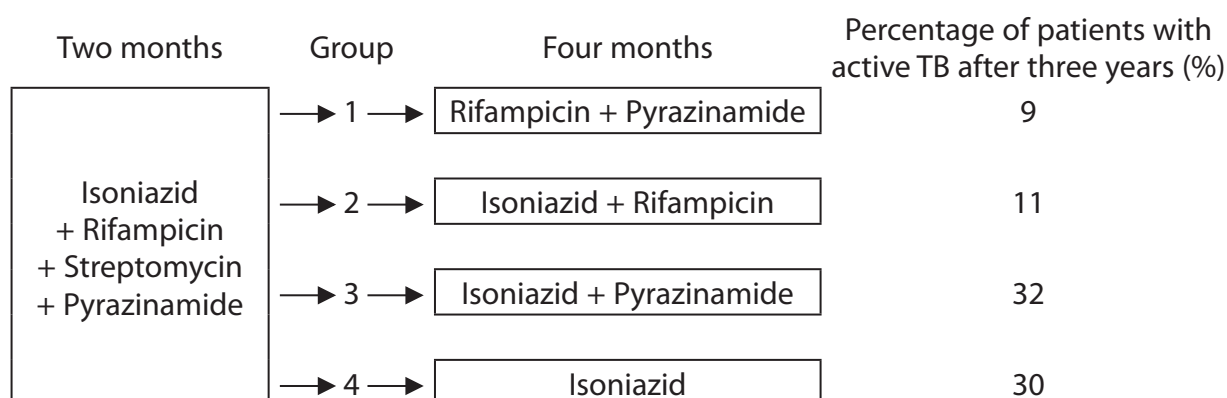 Two months
Group
Four months
Percentage of patients with
active TB after three years (%)
Isoniazid
+ Rifampicin
+ Streptomycin
+ Pyrazinamide
1
Rifampicin + Pyrazinamide
9
2
Isoniazid + Rifampicin
11
3
Isoniazid + Pyrazinamide
32
4
Isoniazid
30